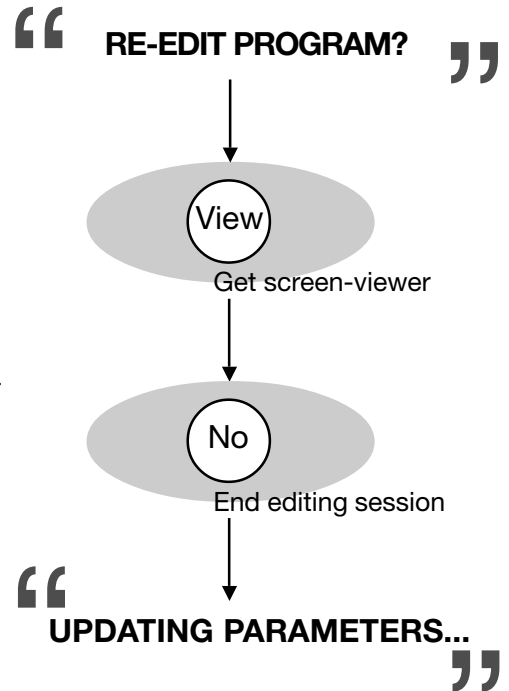 “ RE-EDIT PROGRAM? ”
View
Get screen-viewer
No
End editing session
“ UPDATING PARAMETERS... ”